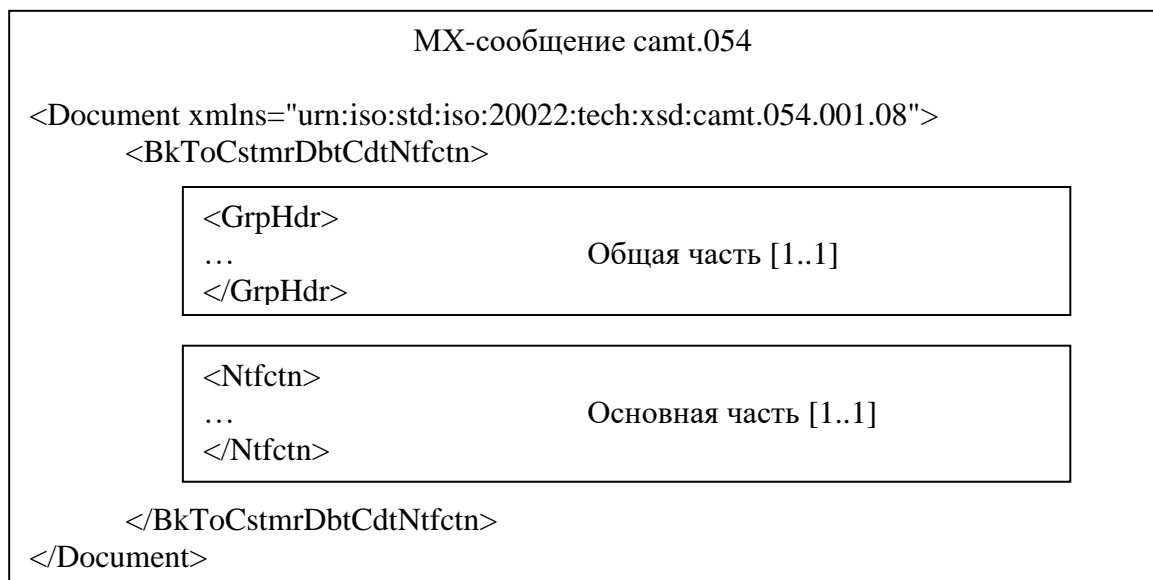 МХ-сообщение camt.054
<Document xmlns="urn:iso:std:iso:20022:tech:xsd:camt.054.001.08">
<BkToCstmrDbtCdtNtfctn>
<GrpHdr>
… Общая часть [1..1]
</GrpHdr>
<Ntfctn>
… Основная часть [1..1]
</Ntfctn>
</BkToCstmrDbtCdtNtfctn>
</Document>